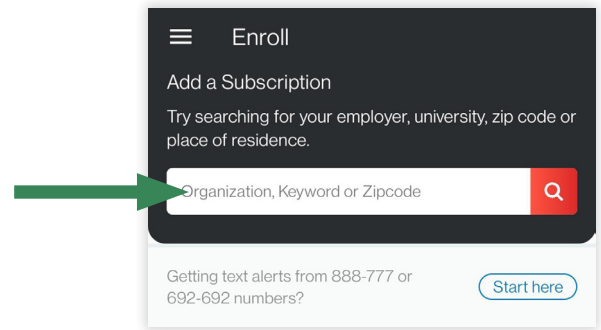 Enroll
Add a Subscription
Try searching for your employer, university, zip code or
place of residence.
Organization, Keyword or Zipcode
Getting text alerts from 888-777 or
692-692 numbers?
Start here